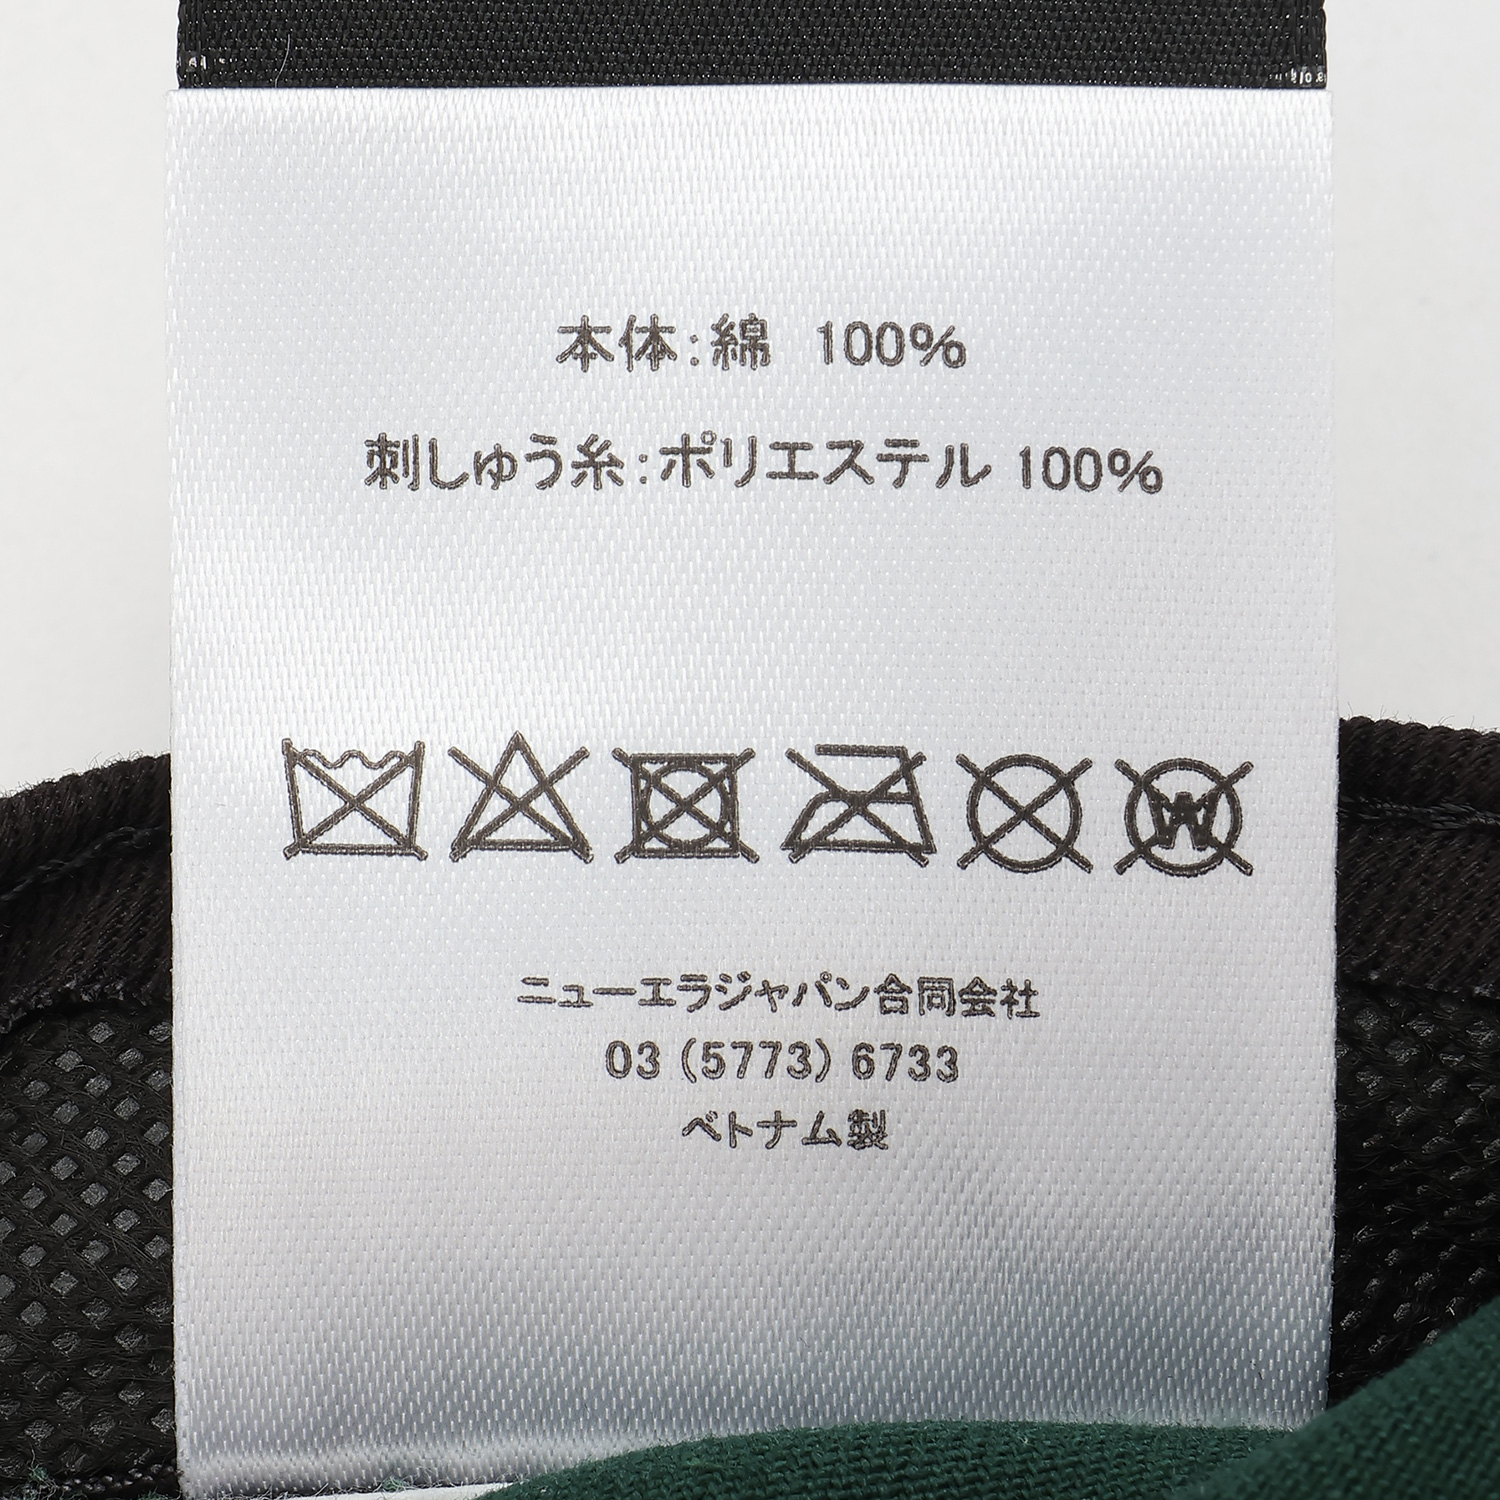 本体:綿 100%
刺しゅう糸:ポリエステル 100%
W
ニューエラジャパン合同会社
03 (5773) 6733
ベトナム製